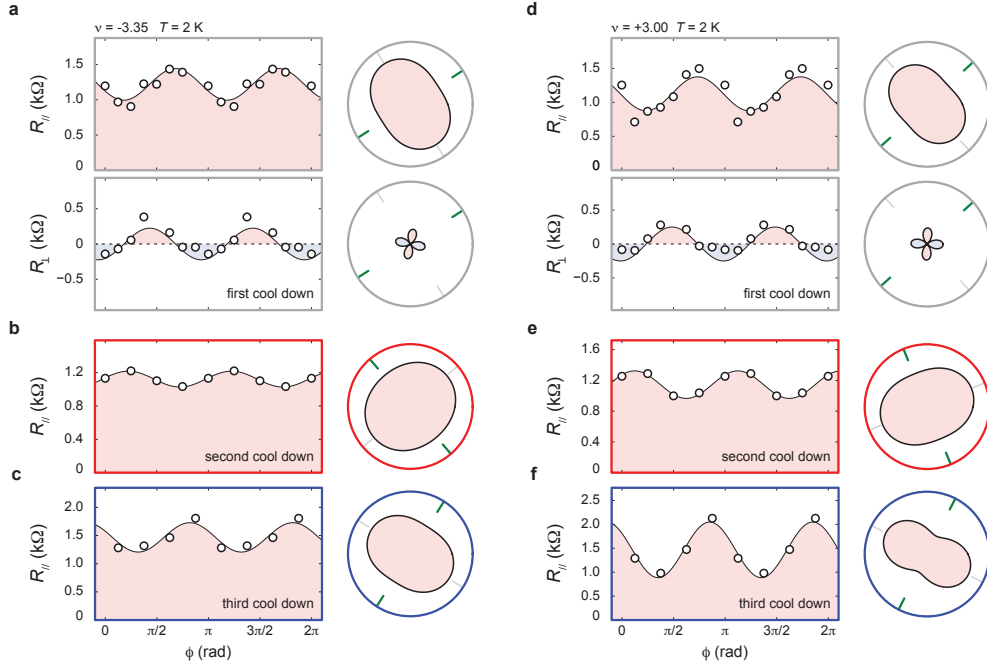 a
ν = -3.35 T = 2 K
R// (kΩ)
1.5
1.0
0.5
0
R⊥ (kΩ)
0.5
0
−0.5
first cool down
b
R// (kΩ)
1.2
0.8
0.4
0
second cool down
c
R// (kΩ)
2.0
1.5
1.0
0.5
0
third cool down
0
π/2
π
3π/2
2π
ϕ (rad)
d
ν = +3.00 T = 2 K
R// (kΩ)
1.5
1.0
0.5
0
R⊥ (kΩ)
0.5
0
−0.5
first cool down
e
R// (kΩ)
1.6
1.2
0.8
0.4
0
second cool down
f
R// (kΩ)
2.5
2.0
1.5
1.0
0.5
0
third cool down
0
π/2
π
3π/2
2π
ϕ (rad)